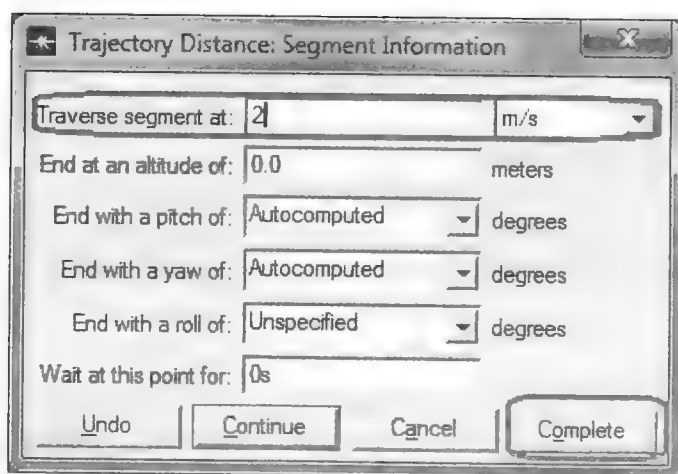 Trajectory Distance: Segment Information
Traverse segment at: 2 m/s
End at an altitude of: 0.0 meters
End with a pitch of: Autocomputed degrees
End with a yaw of: Autocomputed degrees
End with a roll of: Unspecified degrees
Wait at this point for: 0s
Undo Continue Cancel Complete